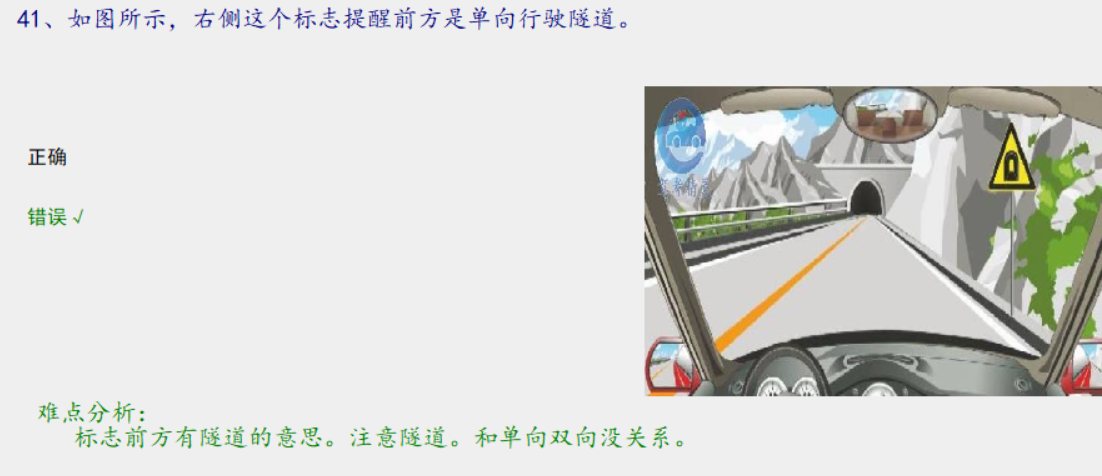 41、如图所示，右侧这个标志提醒前方是单向行驶隧道。
正确
错误 √
难点分析：
标志前方有隧道的意思。注意隧道。和单向双向没关系。